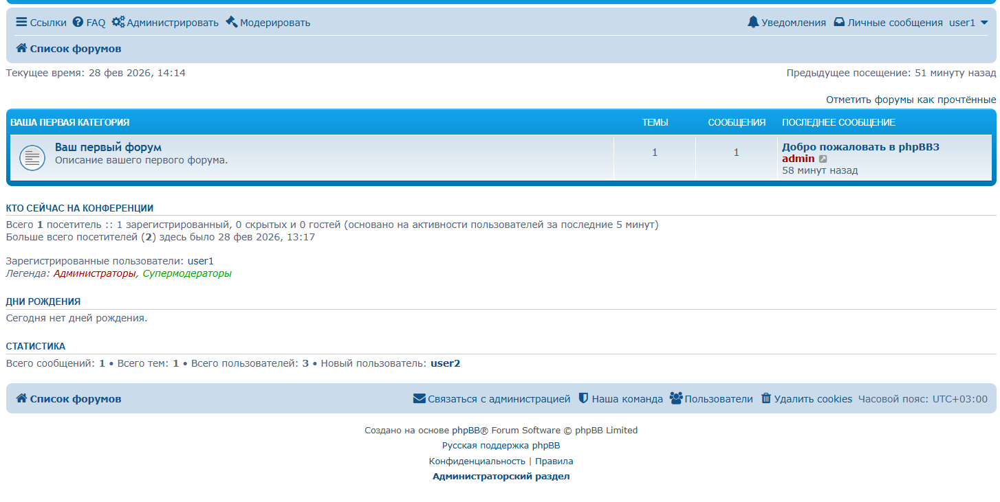 Ссылки FAQ Администрировать Модерировать Уведомления Личные сообщения user1
Список форумов
Текущее время: 28 фев 2026, 14:14 Предыдущее посещение: 51 минуту назад
Отметить форумы как прочтённые
ВАША ПЕРВАЯ КАТЕГОРИЯ ТЕМЫ СООБЩЕНИЯ ПОСЛЕДНЕЕ СООБЩЕНИЕ
Ваш первый форум 1 1 Добро пожаловать в phpBB3
Описание вашего первого форума. admin
58 минут назад
КТО СЕЙЧАС НА КОНФЕРЕНЦИИ
Всего 1 посетитель :: 1 зарегистрированный, 0 скрытых и 0 гостей (основано на активности пользователей за последние 5 минут)
Больше всего посетителей (2) здесь было 28 фев 2026, 13:17
Зарегистрированные пользователи: user1
Легенда: Администраторы, Супермодераторы
ДНИ РОЖДЕНИЯ
Сегодня нет дней рождения.
СТАТИСТИКА
Всего сообщений: 1 • Всего тем: 1 • Всего пользователей: 3 • Новый пользователь: user2
Список форумов Связаться с администрацией Наша команда Пользователи Удалить cookies Часовой пояс: UTC+03:00
Создано на основе phpBB® Forum Software © phpBB Limited
Русская поддержка phpBB
Конфиденциальность | Правила
Администраторский раздел